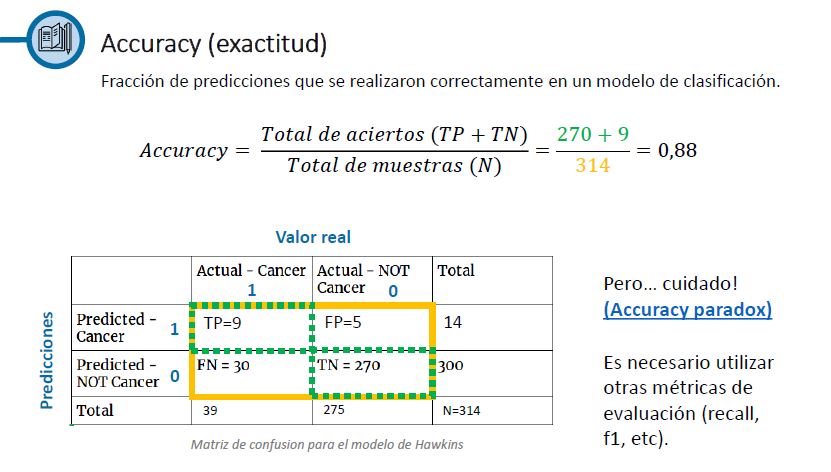 Accuracy (exactitud)
Fracción de predicciones que se realizaron correctamente en un modelo de clasificación.
Accuracy = Total de aciertos (TP + TN) / Total de muestras (N) = 270 + 9 / 314 = 0,88
Valor real
Actual – Cancer 1
Actual – NOT Cancer 0
Total
Predicciones
Predicted – Cancer 1
TP=9
FP=5
14
Predicted – NOT Cancer 0
FN = 30
TN = 270
300
Total
39
275
N=314
Matriz de confusion para el modelo de Hawkins
Pero... cuidado!
(Accuracy paradox)
Es necesario utilizar
otras métricas de
evaluación (recall,
f1, etc).